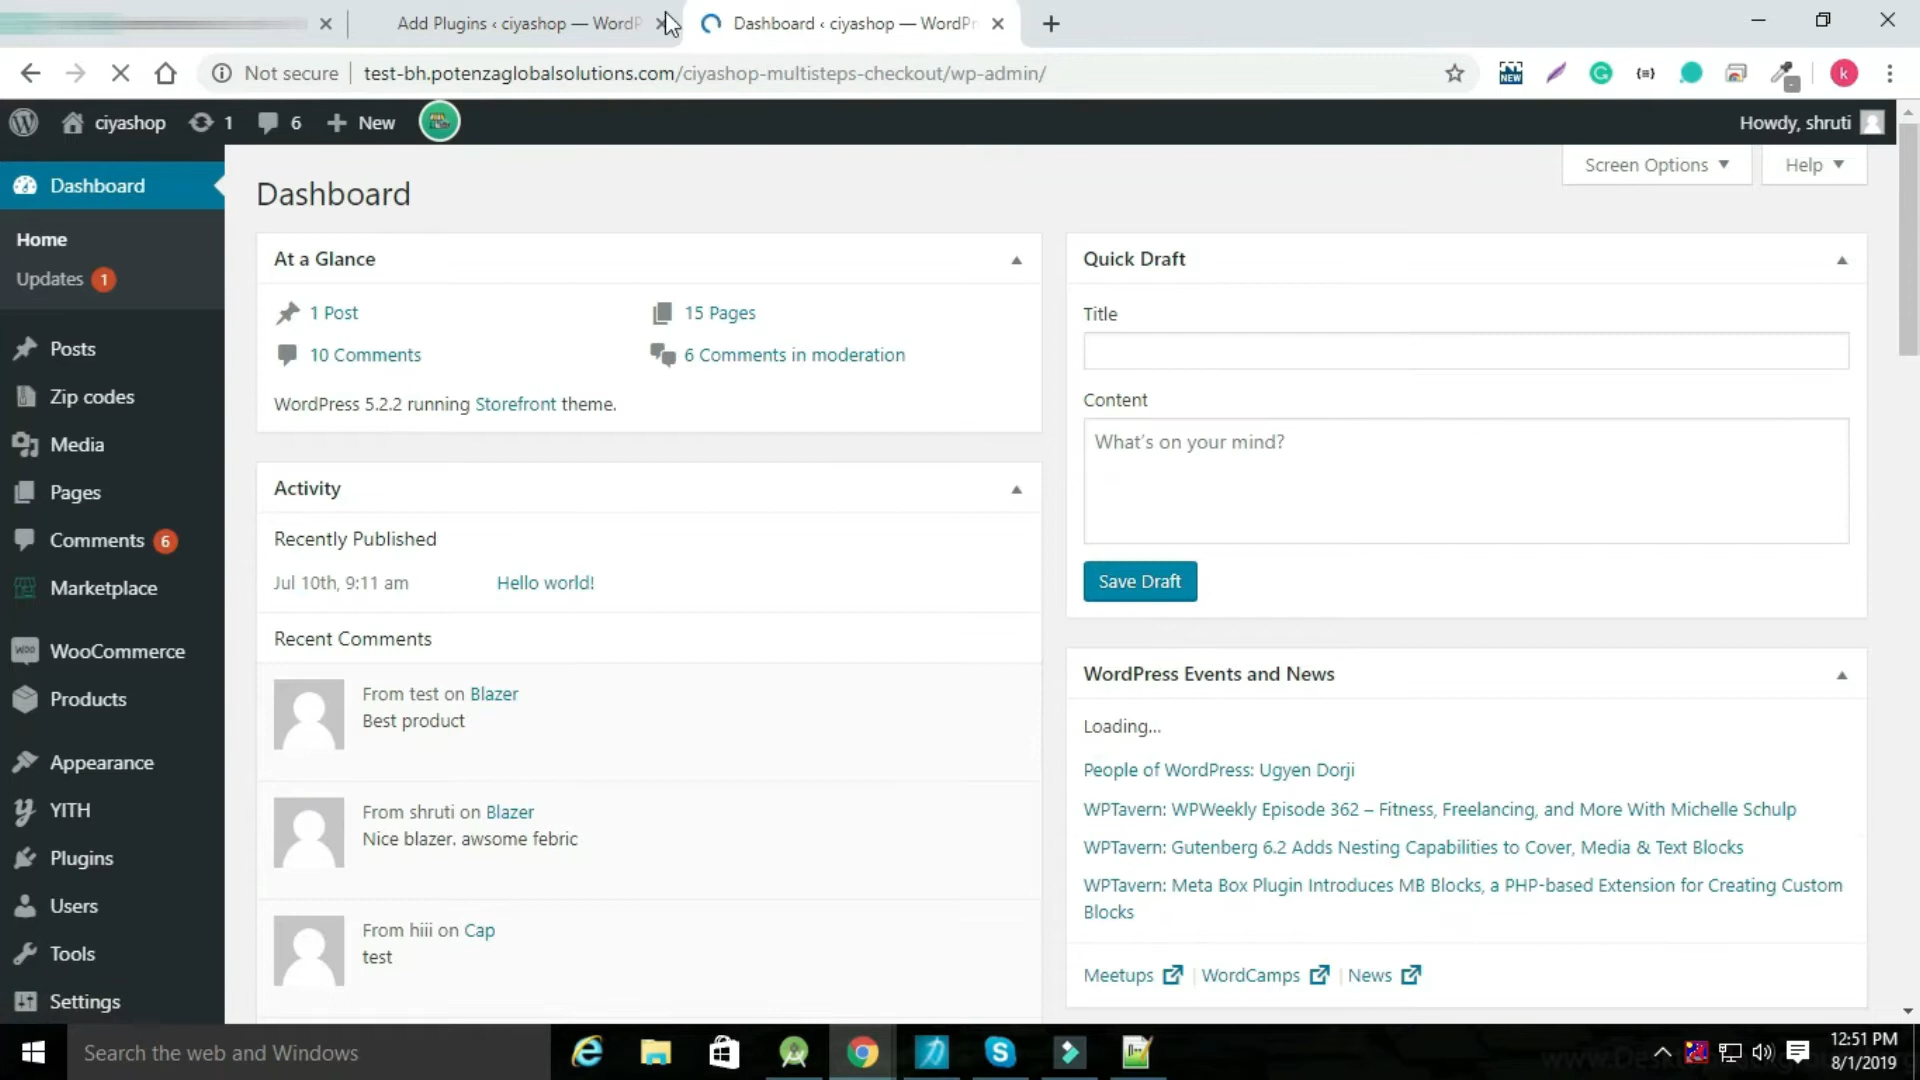 Add Plugins ‹ ciyashop — WordP
Dashboard ‹ ciyashop — WordPr
Not secure
test-bh.potenzaglobalsolutions.com/ciyashop-multisteps-checkout/wp-admin/
NEW
k
ciyashop
1
6
New
Howdy, shruti
Screen Options
Help
Dashboard
Home
Updates 1
Posts
Zip codes
Media
Pages
Comments 6
Marketplace
WooCommerce
Products
Appearance
YITH
Plugins
Users
Tools
Settings
Dashboard
At a Glance
1 Post
15 Pages
10 Comments
6 Comments in moderation
WordPress 5.2.2 running Storefront theme.
Activity
Recently Published
Jul 10th, 9:11 am
Hello world!
Recent Comments
From test on Blazer
Best product
From shruti on Blazer
Nice blazer. awsome febric
From hiii on Cap
test
Quick Draft
Title
Content
What's on your mind?
Save Draft
WordPress Events and News
Loading...
People of WordPress: Ugyen Dorji
WPTavern: WPWeekly Episode 362 – Fitness, Freelancing, and More With Michelle Schulp
WPTavern: Gutenberg 6.2 Adds Nesting Capabilities to Cover, Media & Text Blocks
WPTavern: Meta Box Plugin Introduces MB Blocks, a PHP-based Extension for Creating Custom
Blocks
Meetups
WordCamps
News
Search the web and Windows
12:51 PM
8/1/2019